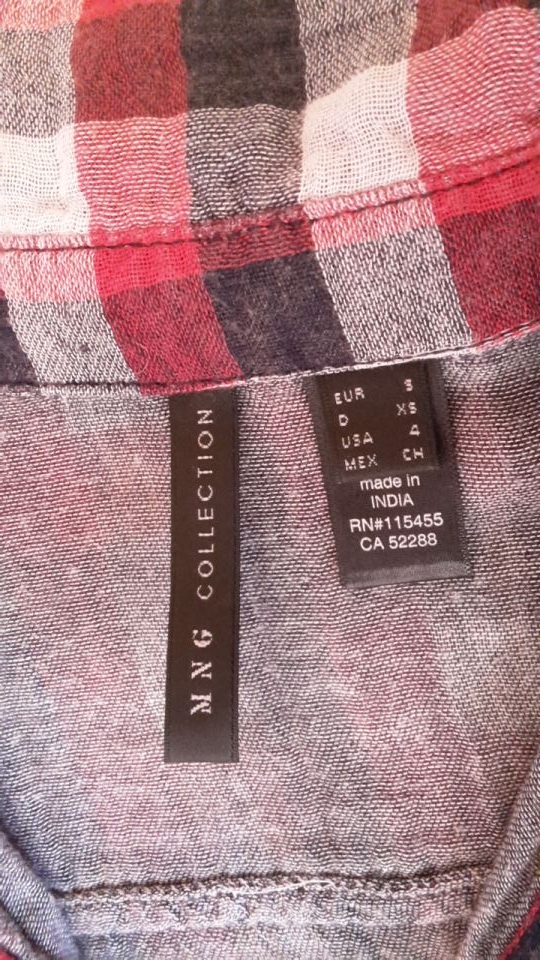 MNG COLLECTION
EUR S
D XS
USA 4
MEX CH
made in
INDIA
RN#115455
CA 52288